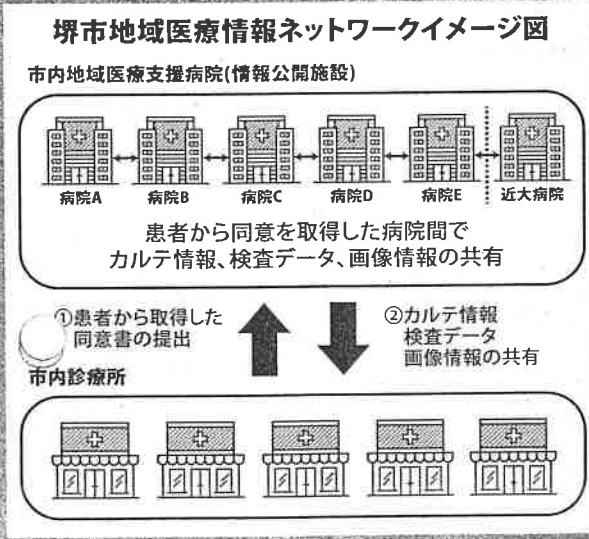 堺市地域医療情報ネットワークイメージ図
市内地域医療支援病院(情報公開施設)
病院A 病院B 病院C 病院D 病院E 近大病院
患者から同意を取得した病院間で
カルテ情報、検査データ、画像情報の共有
①患者から取得した
同意書の提出
②カルテ情報
検査データ
画像情報の共有
市内診療所